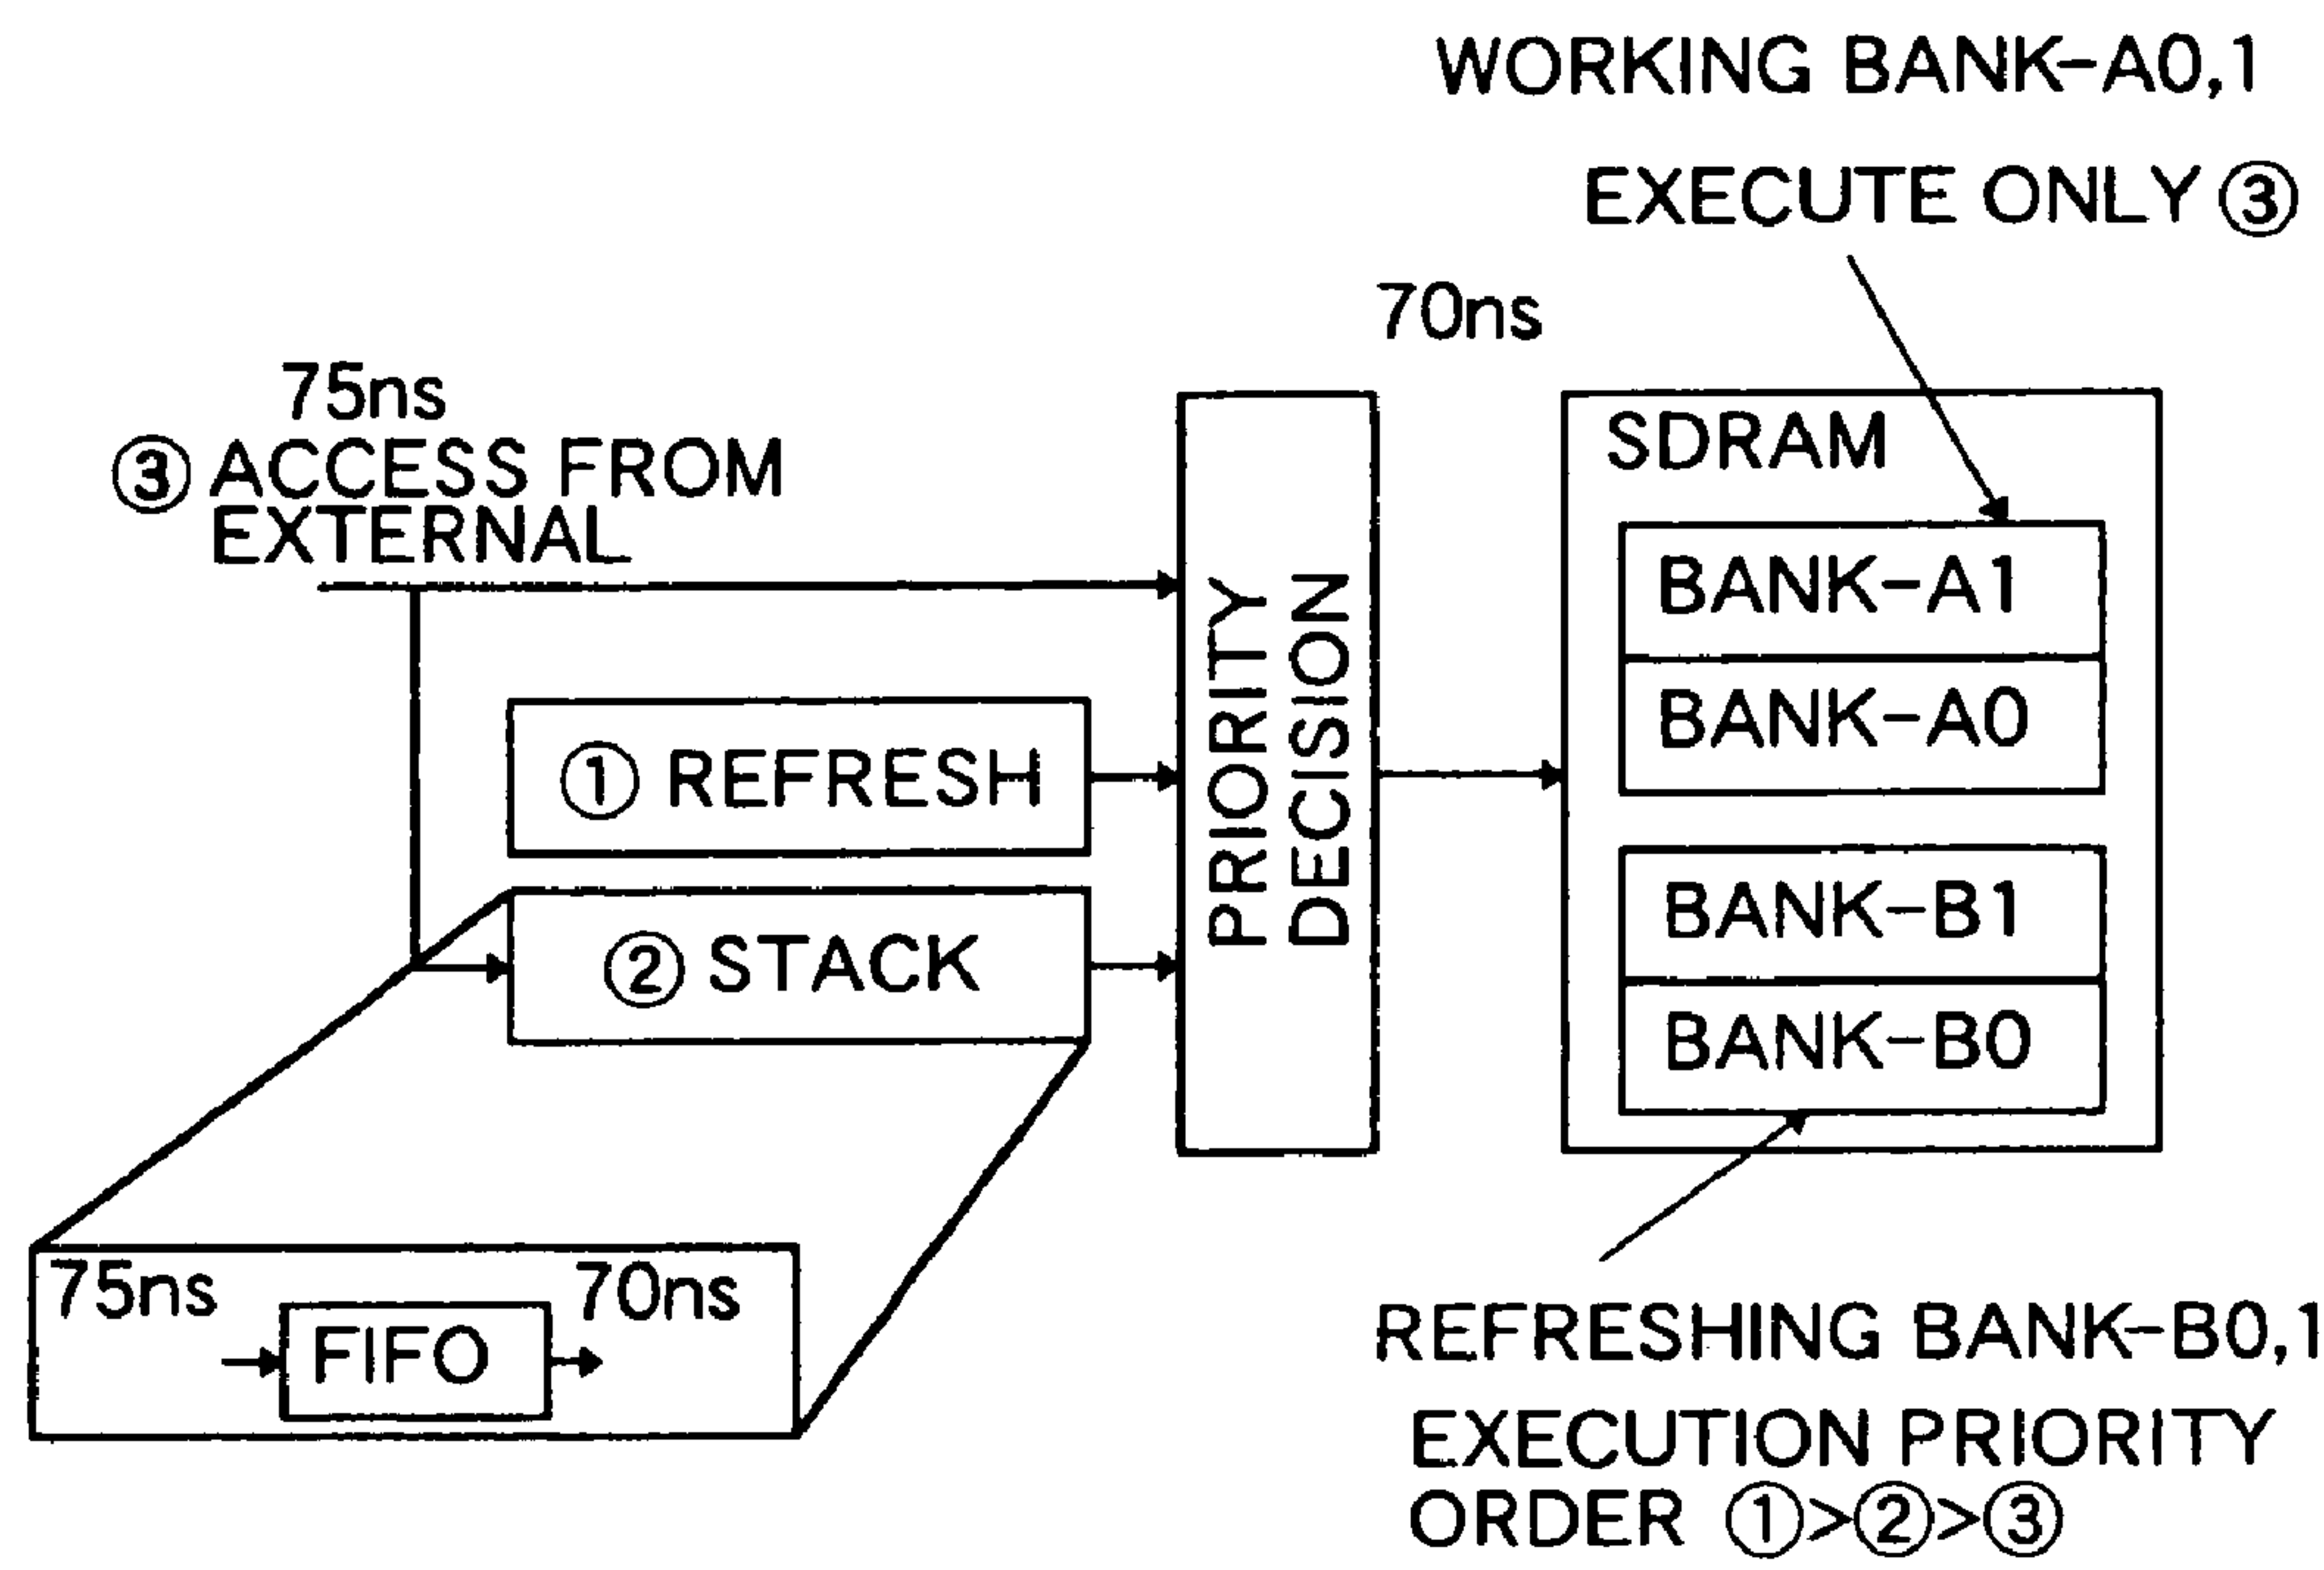 WORKING BANK-A0,1
EXECUTE ONLY ③
70ns
75ns
③ ACCESS FROM
EXTERNAL
SDRAM
BANK-A1
BANK-A0
PRIORITY
DECISION
① REFRESH
② STACK
BANK-B1
BANK-B0
75ns
70ns
FIFO
REFRESHING BANK-B0,1
EXECUTION PRIORITY
ORDER ①>②>③